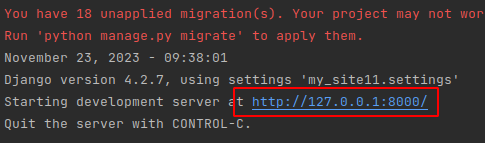 You have 18 unapplied migration(s). Your project may not wor
Run 'python manage.py migrate' to apply them.
November 23, 2023 - 09:38:01
Django version 4.2.7, using settings 'my_site11.settings'
Starting development server at http://127.0.0.1:8000/
Quit the server with CONTROL-C.